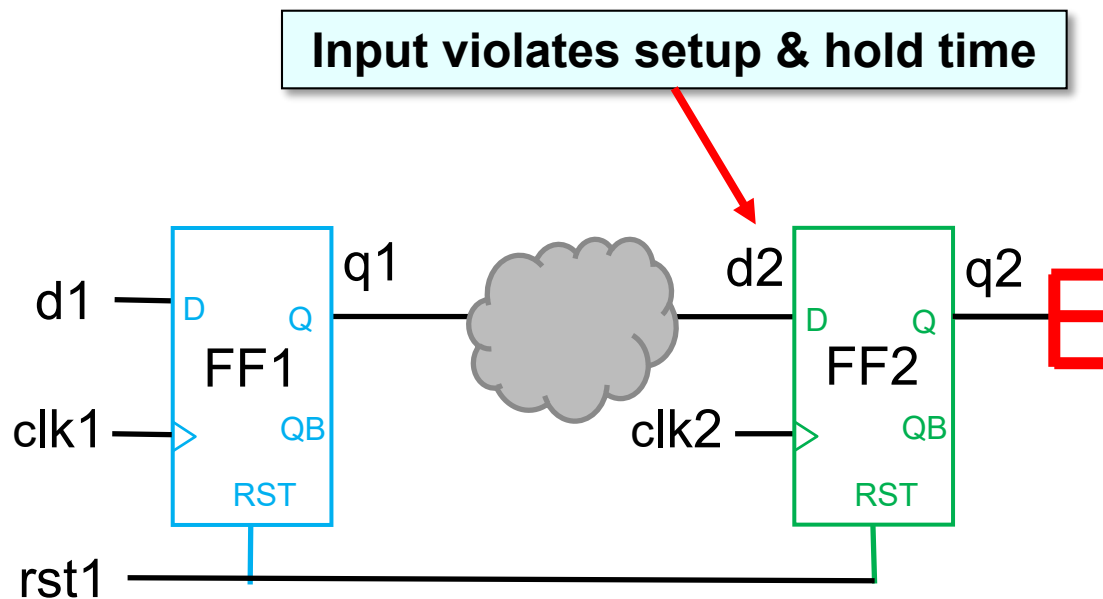 Input violates setup & hold time
q1
d2
q2
d1
D
Q
D
Q
FF1
FF2
clk1
QB
clk2
QB
RST
RST
rst1